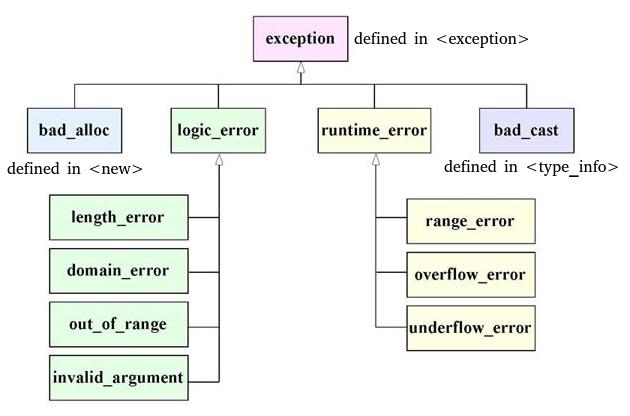 exception defined in <exception>
bad_alloc logic_error runtime_error bad_cast
defined in <new> defined in <type_info>
length_error range_error
domain_error overflow_error
out_of_range underflow_error
invalid_argument